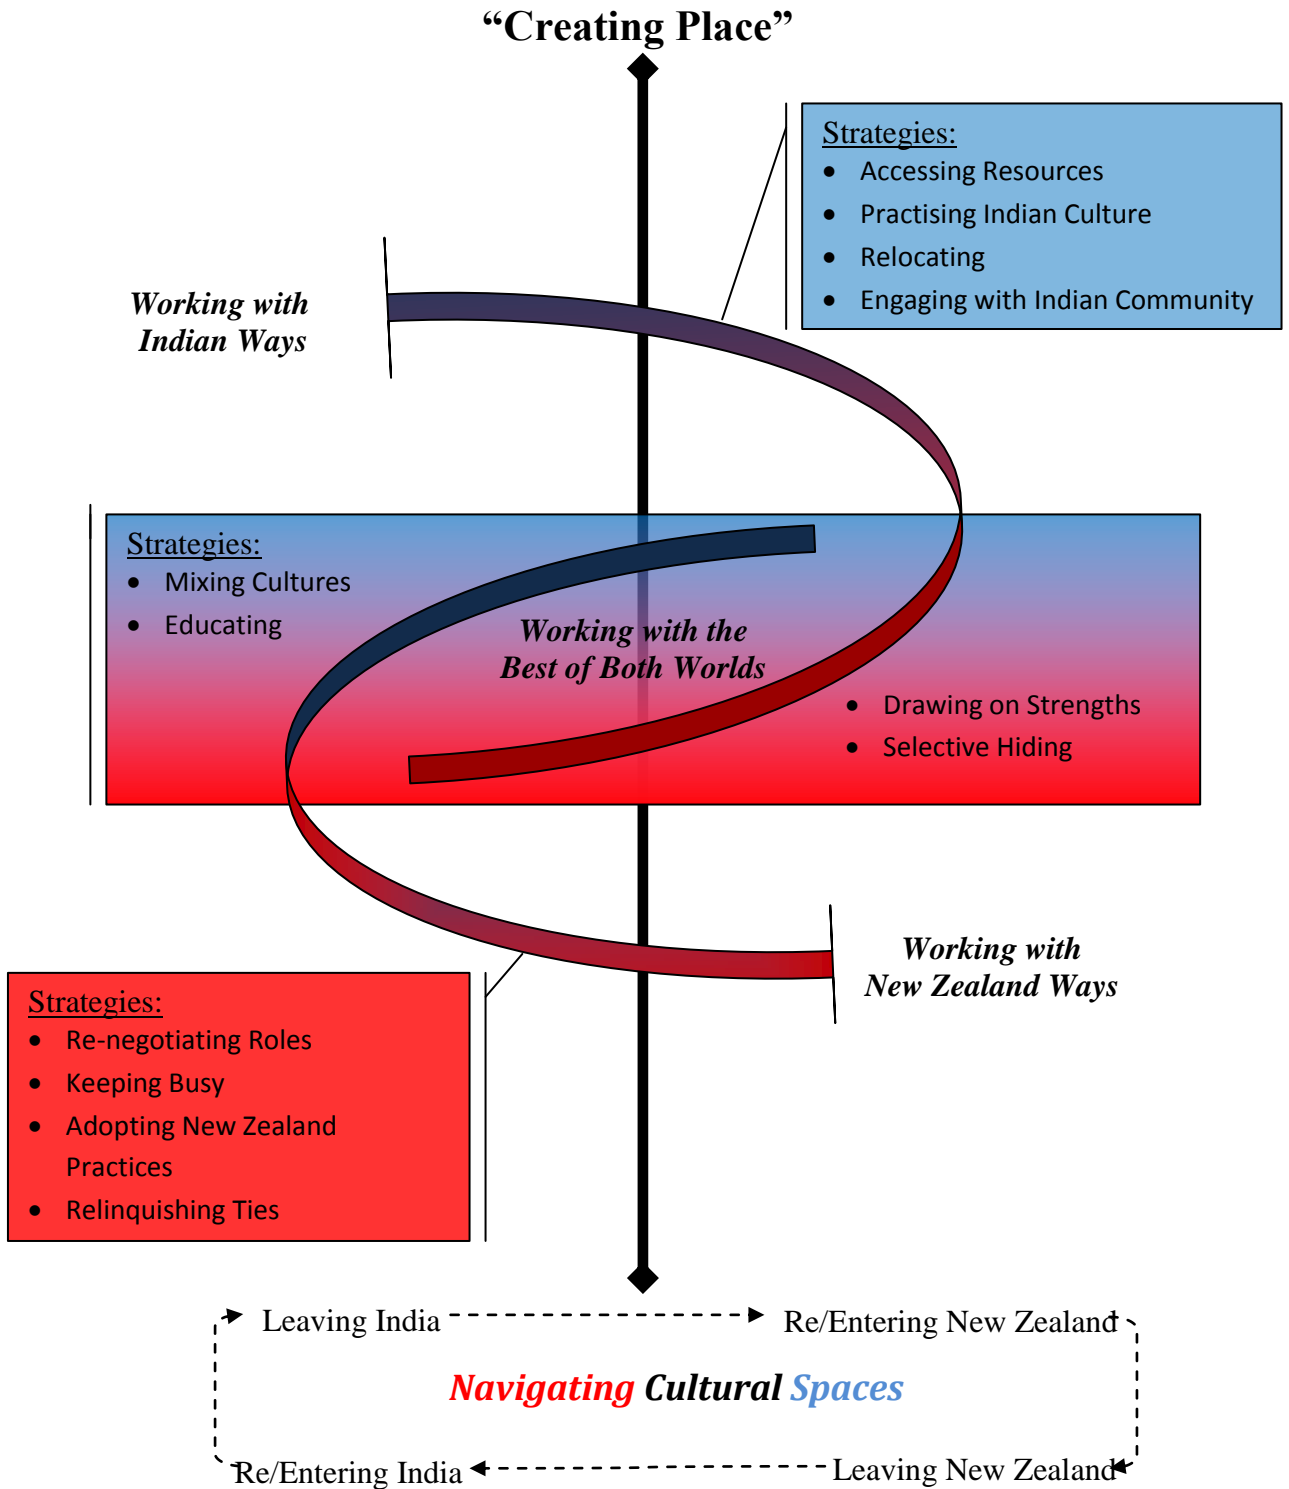 “Creating Place”
Strategies:
• Accessing Resources
• Practising Indian Culture
• Relocating
• Engaging with Indian Community
Working with
Indian Ways
Strategies:
• Mixing Cultures
• Educating
Working with the
Best of Both Worlds
• Drawing on Strengths
• Selective Hiding
Working with
New Zealand Ways
Strategies:
• Re-negotiating Roles
• Keeping Busy
• Adopting New Zealand
Practices
• Relinquishing Ties
Leaving India
Re/Entering New Zealand
Navigating Cultural Spaces
Re/Entering India
Leaving New Zealand